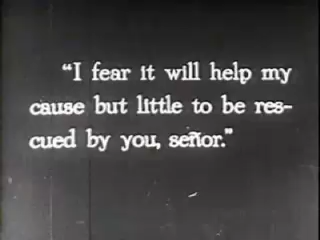 “I fear it will help my
cause but little to be res-
cued by you, señor.”